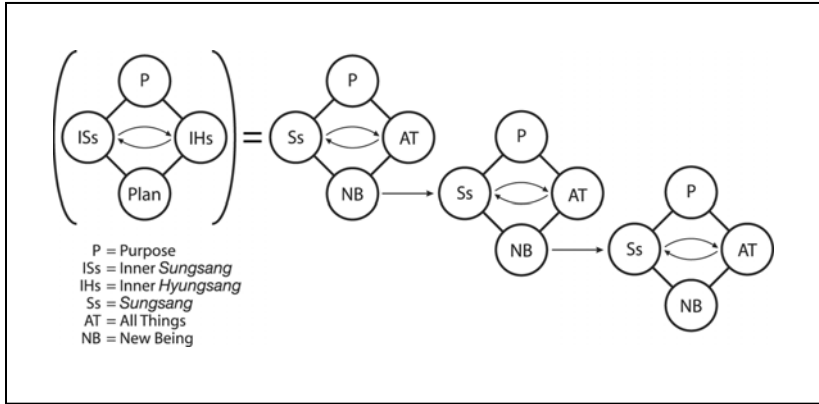 P
ISs
IHs
Plan
=
P
Ss
AT
NB
P
Ss
AT
NB
P
Ss
AT
NB
P = Purpose
ISs = Inner Sungsang
IHs = Inner Hyungsang
Ss = Sungsang
AT = All Things
NB = New Being